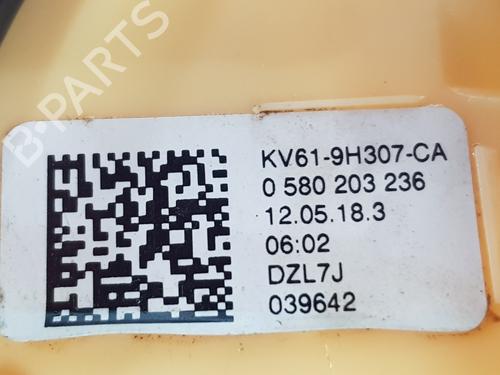 B-PARTS
KV61-9H307-CA
0 580 203 236
12.05.18.3
06:02
DZL7J
039642